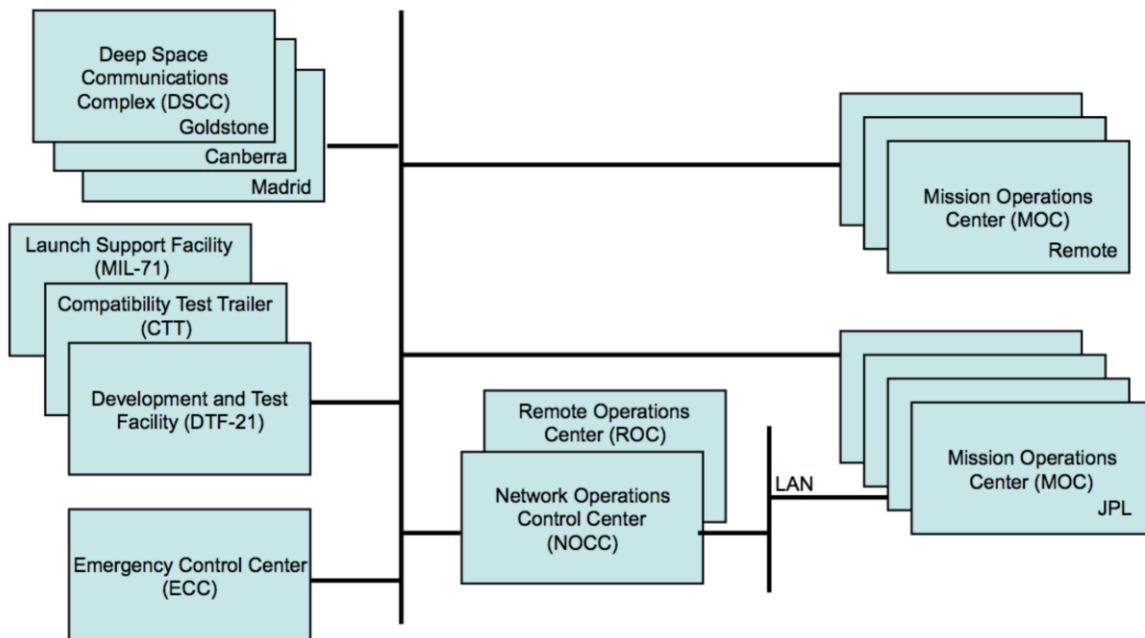 Deep Space
Communications
Complex (DSCC)
Goldstone
Canberra
Madrid
Launch Support Facility
(MIL-71)
Compatibility Test Trailer
(CTT)
Development and Test
Facility (DTF-21)
Emergency Control Center
(ECC)
Remote Operations
Center (ROC)
Network Operations
Control Center
(NOCC)
LAN
Mission Operations
Center (MOC)
Remote
Mission Operations
Center (MOC)
JPL